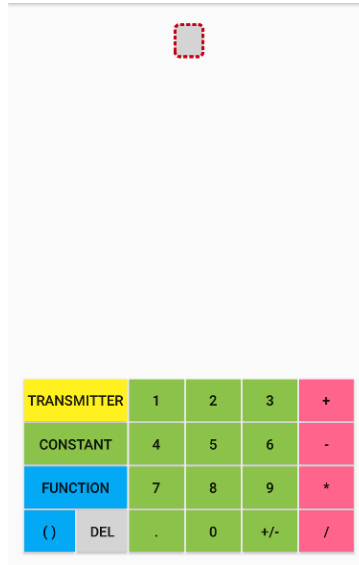 TRANSMITTER 1 2 3 +
CONSTANT 4 5 6 -
FUNCTION 7 8 9 *
( ) DEL . 0 +/- /